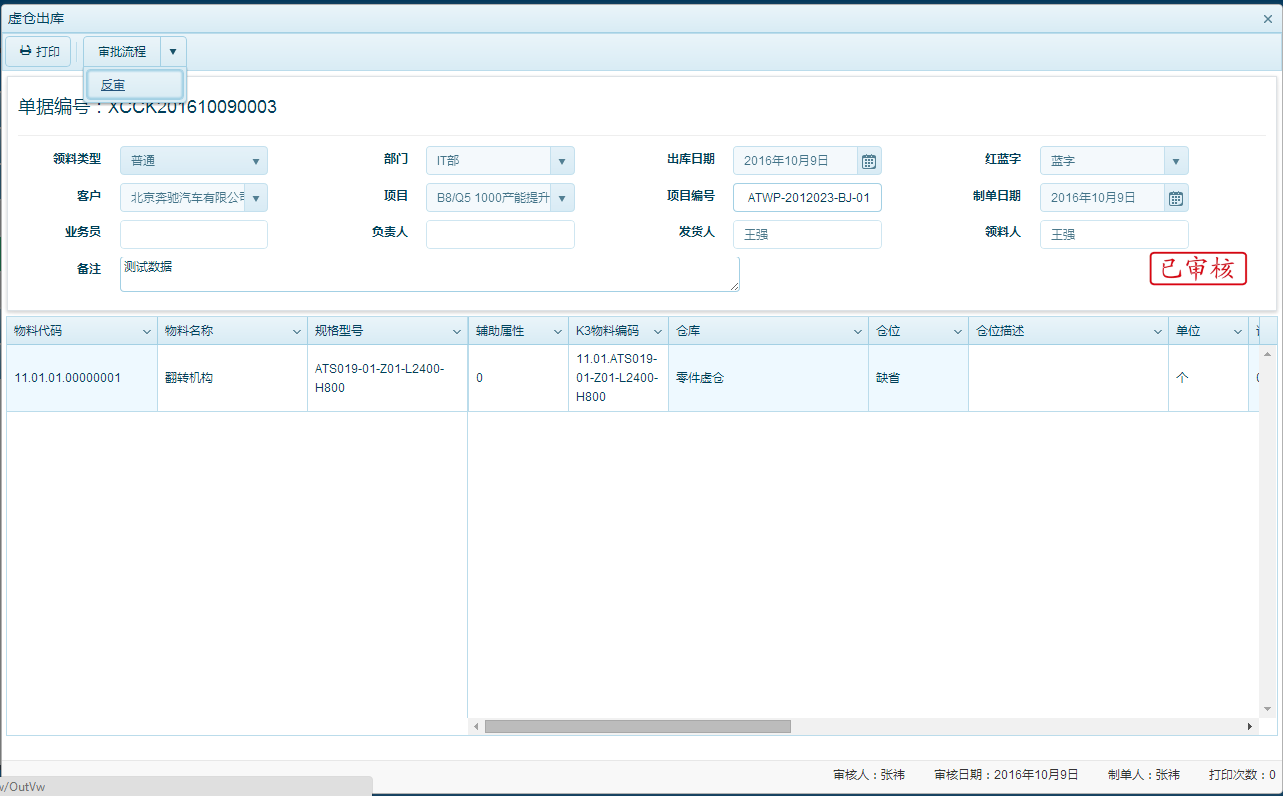 虚仓出库
打印 审批流程
反审
单据编号：XCCK201610090003
领料类型 普通 部门 IT部 出库日期 2016年10月9日 红蓝字 蓝字
客户 北京奔驰汽车有限公司 项目 B8/Q5 1000产能提升 项目编号 ATWP-2012023-BJ-01 制单日期 2016年10月9日
业务员 负责人 发货人 王强 领料人 王强
备注 测试数据
已审核
物料代码 物料名称 规格型号 辅助属性 K3物料编码 仓库 仓位 仓位描述 单位
11.01.01.00000001 翻转机构 ATS019-01-Z01-L2400-
H800 0 11.01.ATS019-
01-Z01-L2400-
H800 零件虚仓 缺省 个
审核人：张祎 审核日期：2016年10月9日 制单人：张祎 打印次数：0
/OutVw